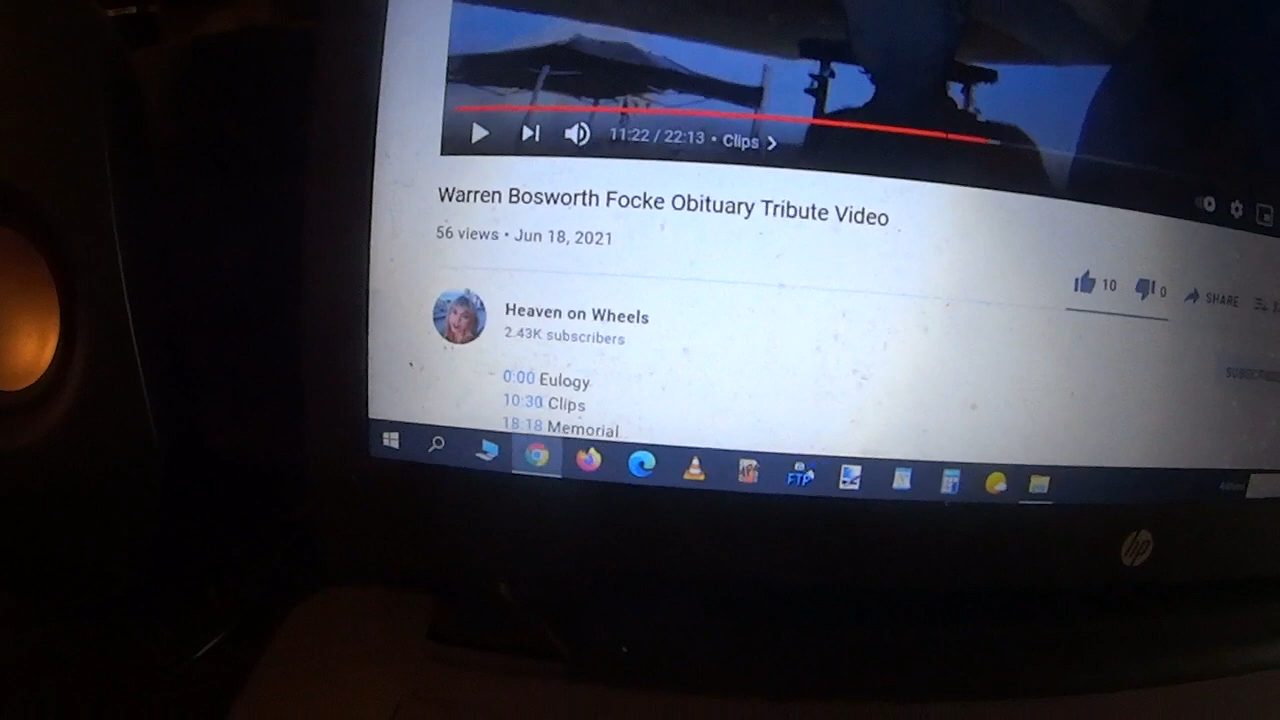 11:22 / 22:13 • Clips
Warren Bosworth Focke Obituary Tribute Video
56 views • Jun 18, 2021
10
0
SHARE
Heaven on Wheels
2.43K subscribers
0:00 Eulogy
10:30 Clips
18:18 Memorial
FTP
hp